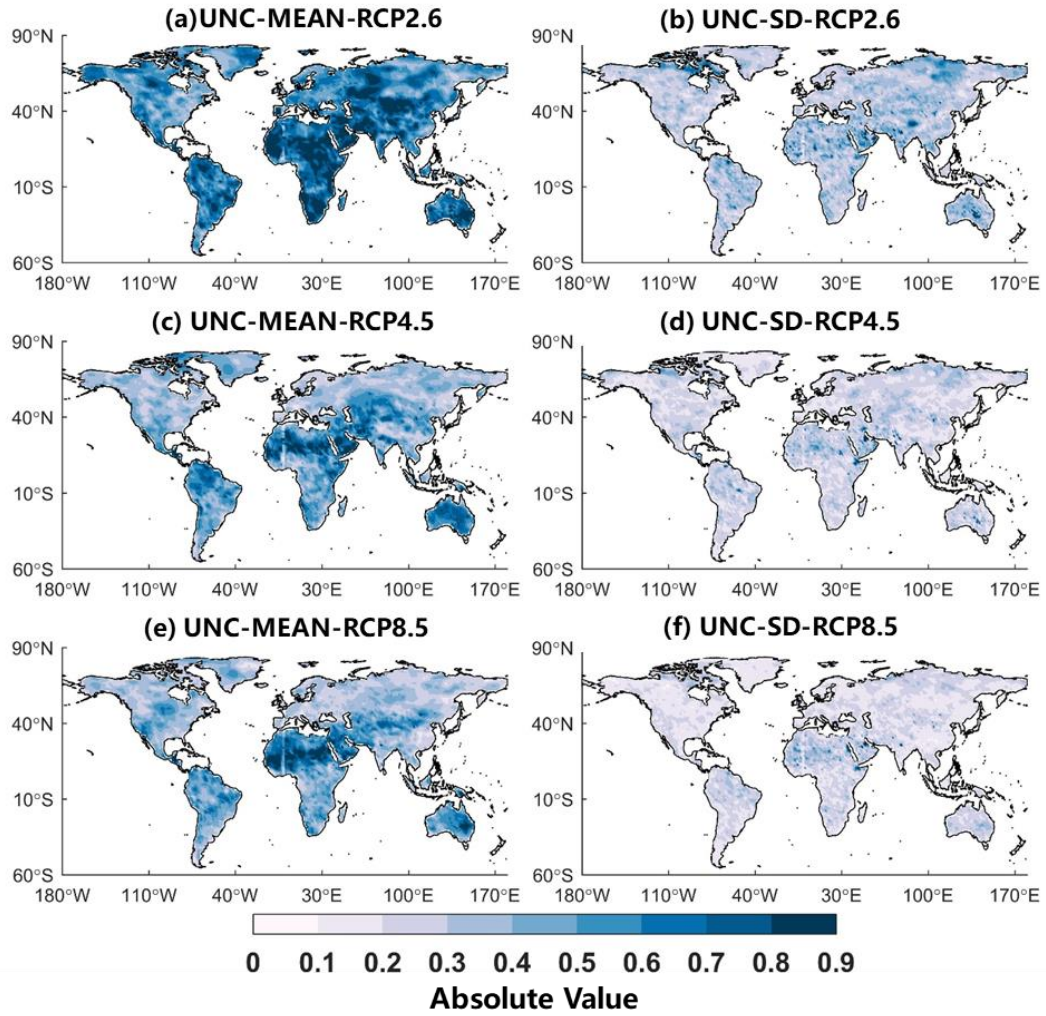 (a)UNC-MEAN-RCP2.6
(b) UNC-SD-RCP2.6
90°N
40°N
10°S
60°S
180°W 110°W 40°W 30°E 100°E 170°E
180°W 110°W 40°W 30°E 100°E 170°E
(c) UNC-MEAN-RCP4.5
(d) UNC-SD-RCP4.5
90°N
90°N
40°N
40°N
10°S
10°S
60°S
60°S
180°W 110°W 40°W 30°E 100°E 170°E
180°W 110°W 40°W 30°E 100°E 170°E
(e) UNC-MEAN-RCP8.5
(f) UNC-SD-RCP8.5
90°N
90°N
40°N
40°N
10°S
10°S
60°S
60°S
180°W 110°W 40°W 30°E 100°E 170°E
180°W 110°W 40°W 30°E 100°E 170°E
0 0.1 0.2 0.3 0.4 0.5 0.6 0.7 0.8 0.9
Absolute Value